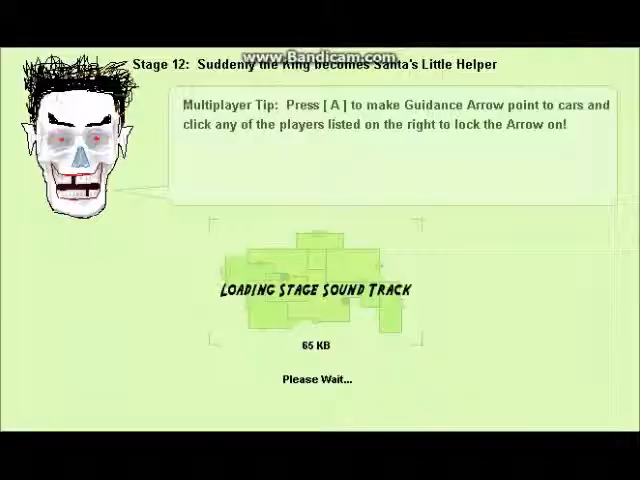 www.Bandicam.com
Stage 12:  Suddenly the King becomes Santa's Little Helper
Multiplayer Tip:  Press [ A ] to make Guidance Arrow point to cars and
click any of the players listed on the right to lock the Arrow on!
Loading Stage Sound Track
65 KB
Please Wait...